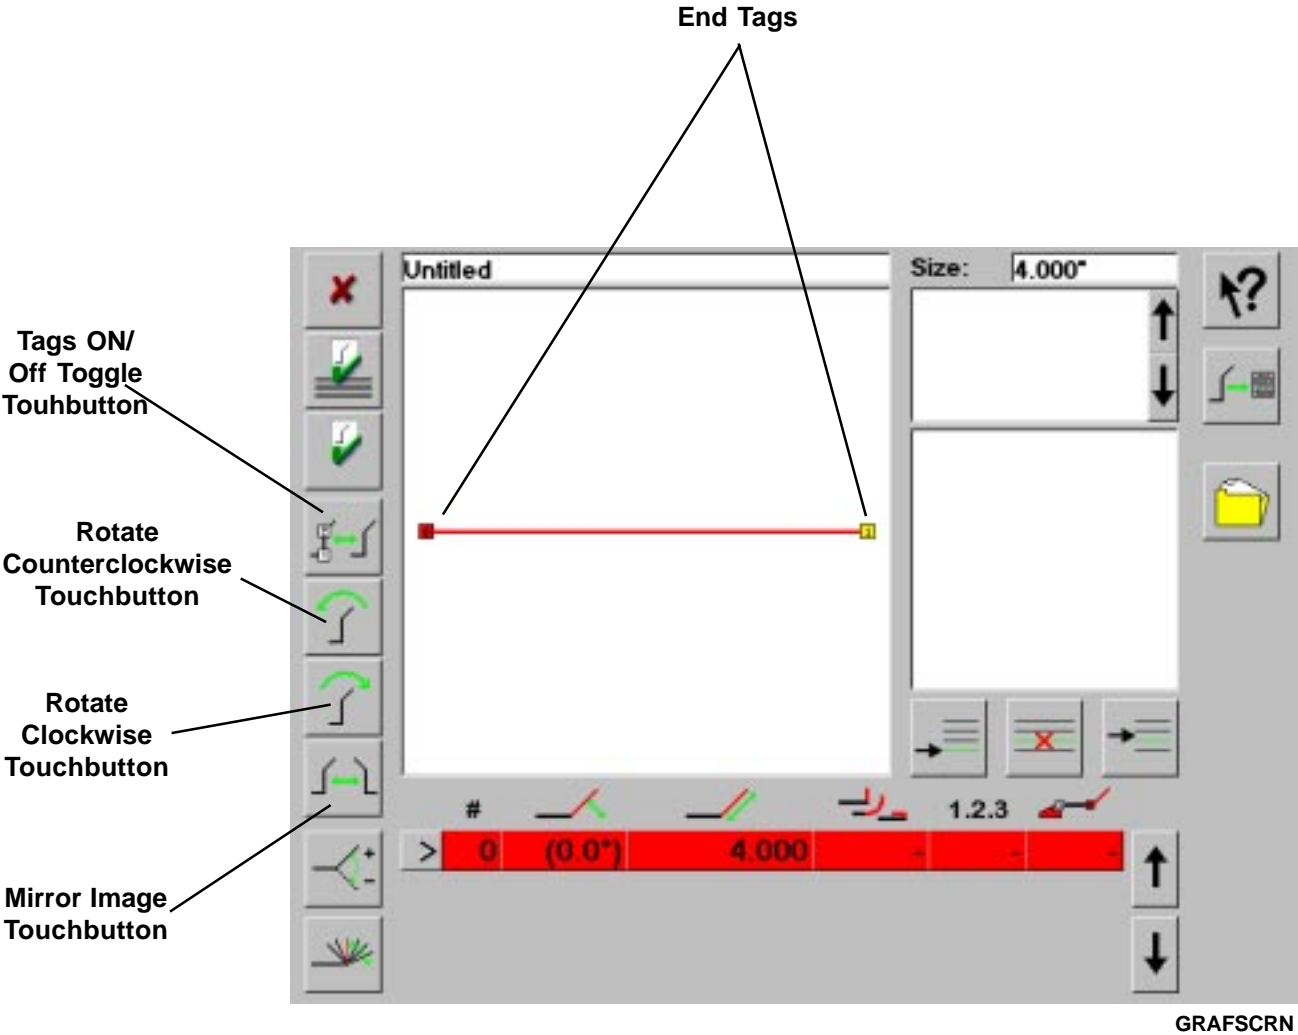 End Tags
Untitled
Size: 4.000"
Tags ON/
Off Toggle
Touhbutton
Rotate
Counterclockwise
Touchbutton
Rotate
Clockwise
Touchbutton
# 1.2.3
> 0 (0.0°) 4.000 - - -
Mirror Image
Touchbutton
GRAFSCRN